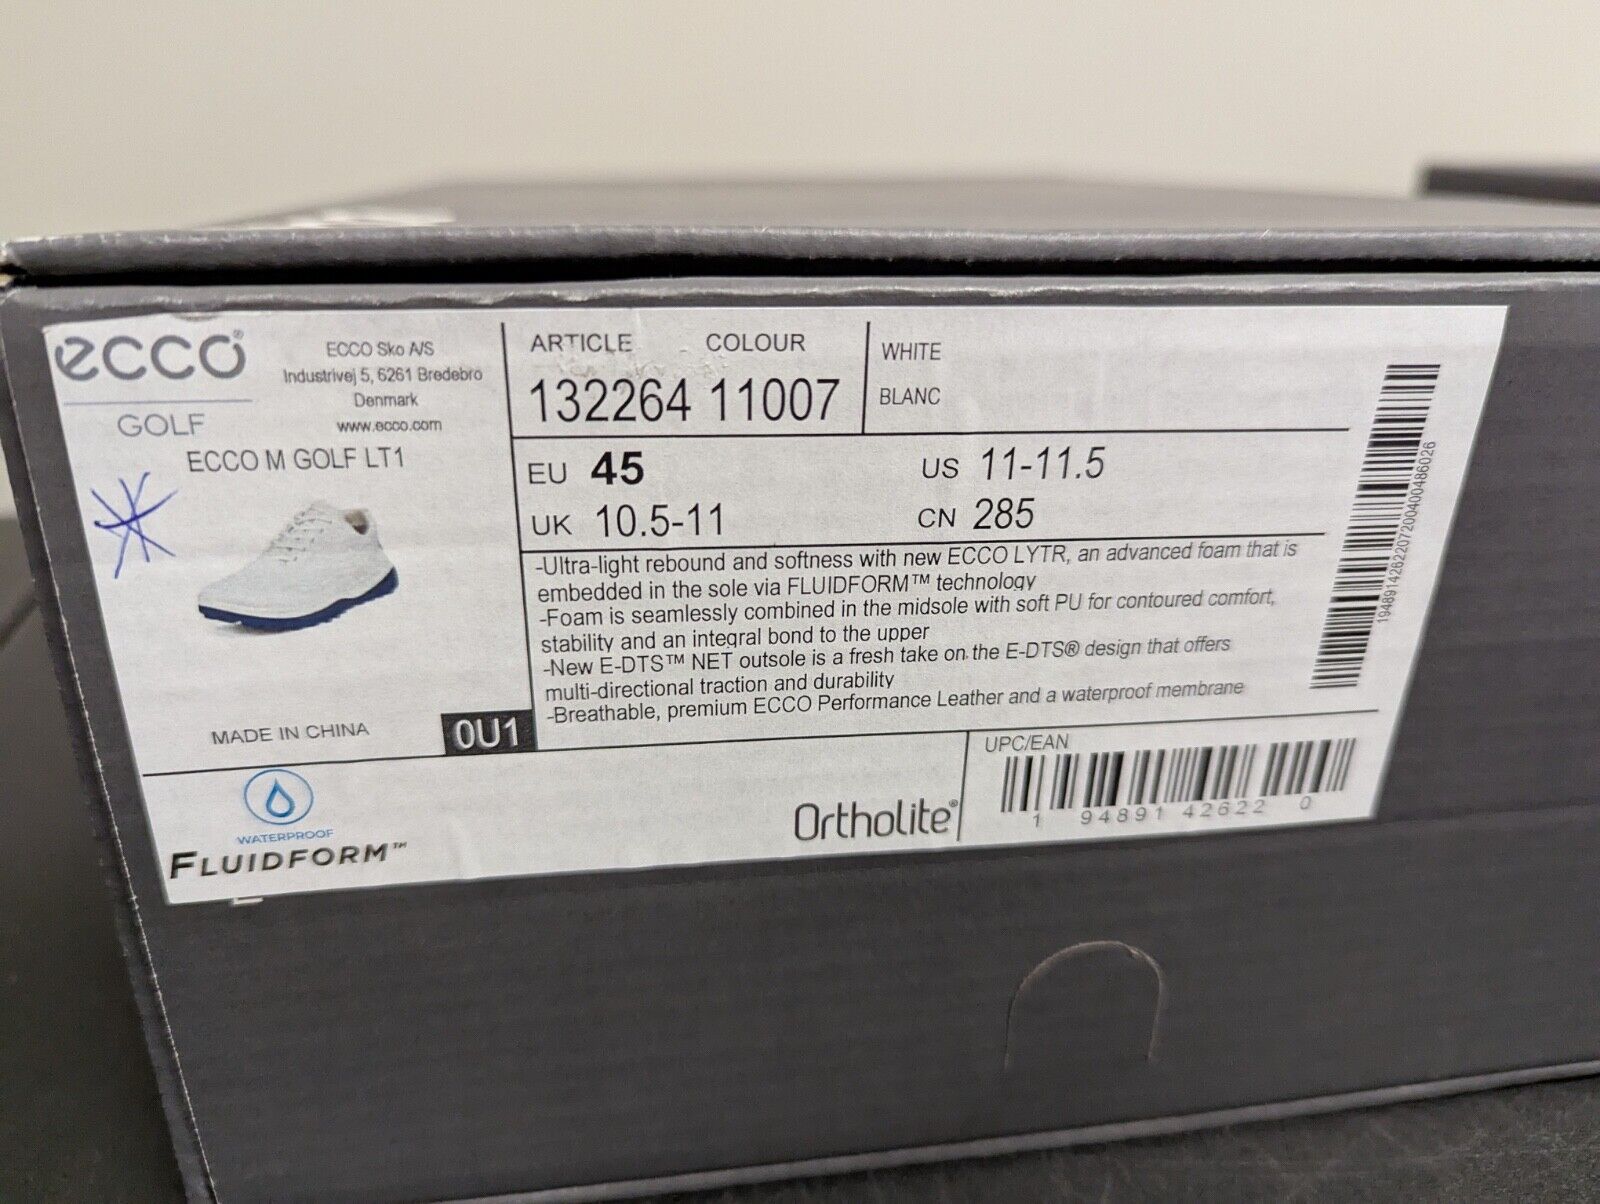 ecco®
GOLF
ECCO Sko A/S
Industrivej 5, 6261 Bredebro
Denmark
www.ecco.com
ECCO M GOLF LT1
MADE IN CHINA
0U1
ARTICLE COLOUR
132264 11007
WHITE
BLANC
EU 45
US 11-11.5
UK 10.5-11
CN 285
-Ultra-light rebound and softness with new ECCO LYTR, an advanced foam that is
embedded in the sole via FLUIDFORM™ technology
-Foam is seamlessly combined in the midsole with soft PU for contoured comfort,
stability and an integral bond to the upper
-New E-DTS™ NET outsole is a fresh take on the E-DTS® design that offers
multi-directional traction and durability
-Breathable, premium ECCO Performance Leather and a waterproof membrane
WATERPROOF
FLUIDFORM™
Ortholite®
UPC/EAN
1 94891 42622 0